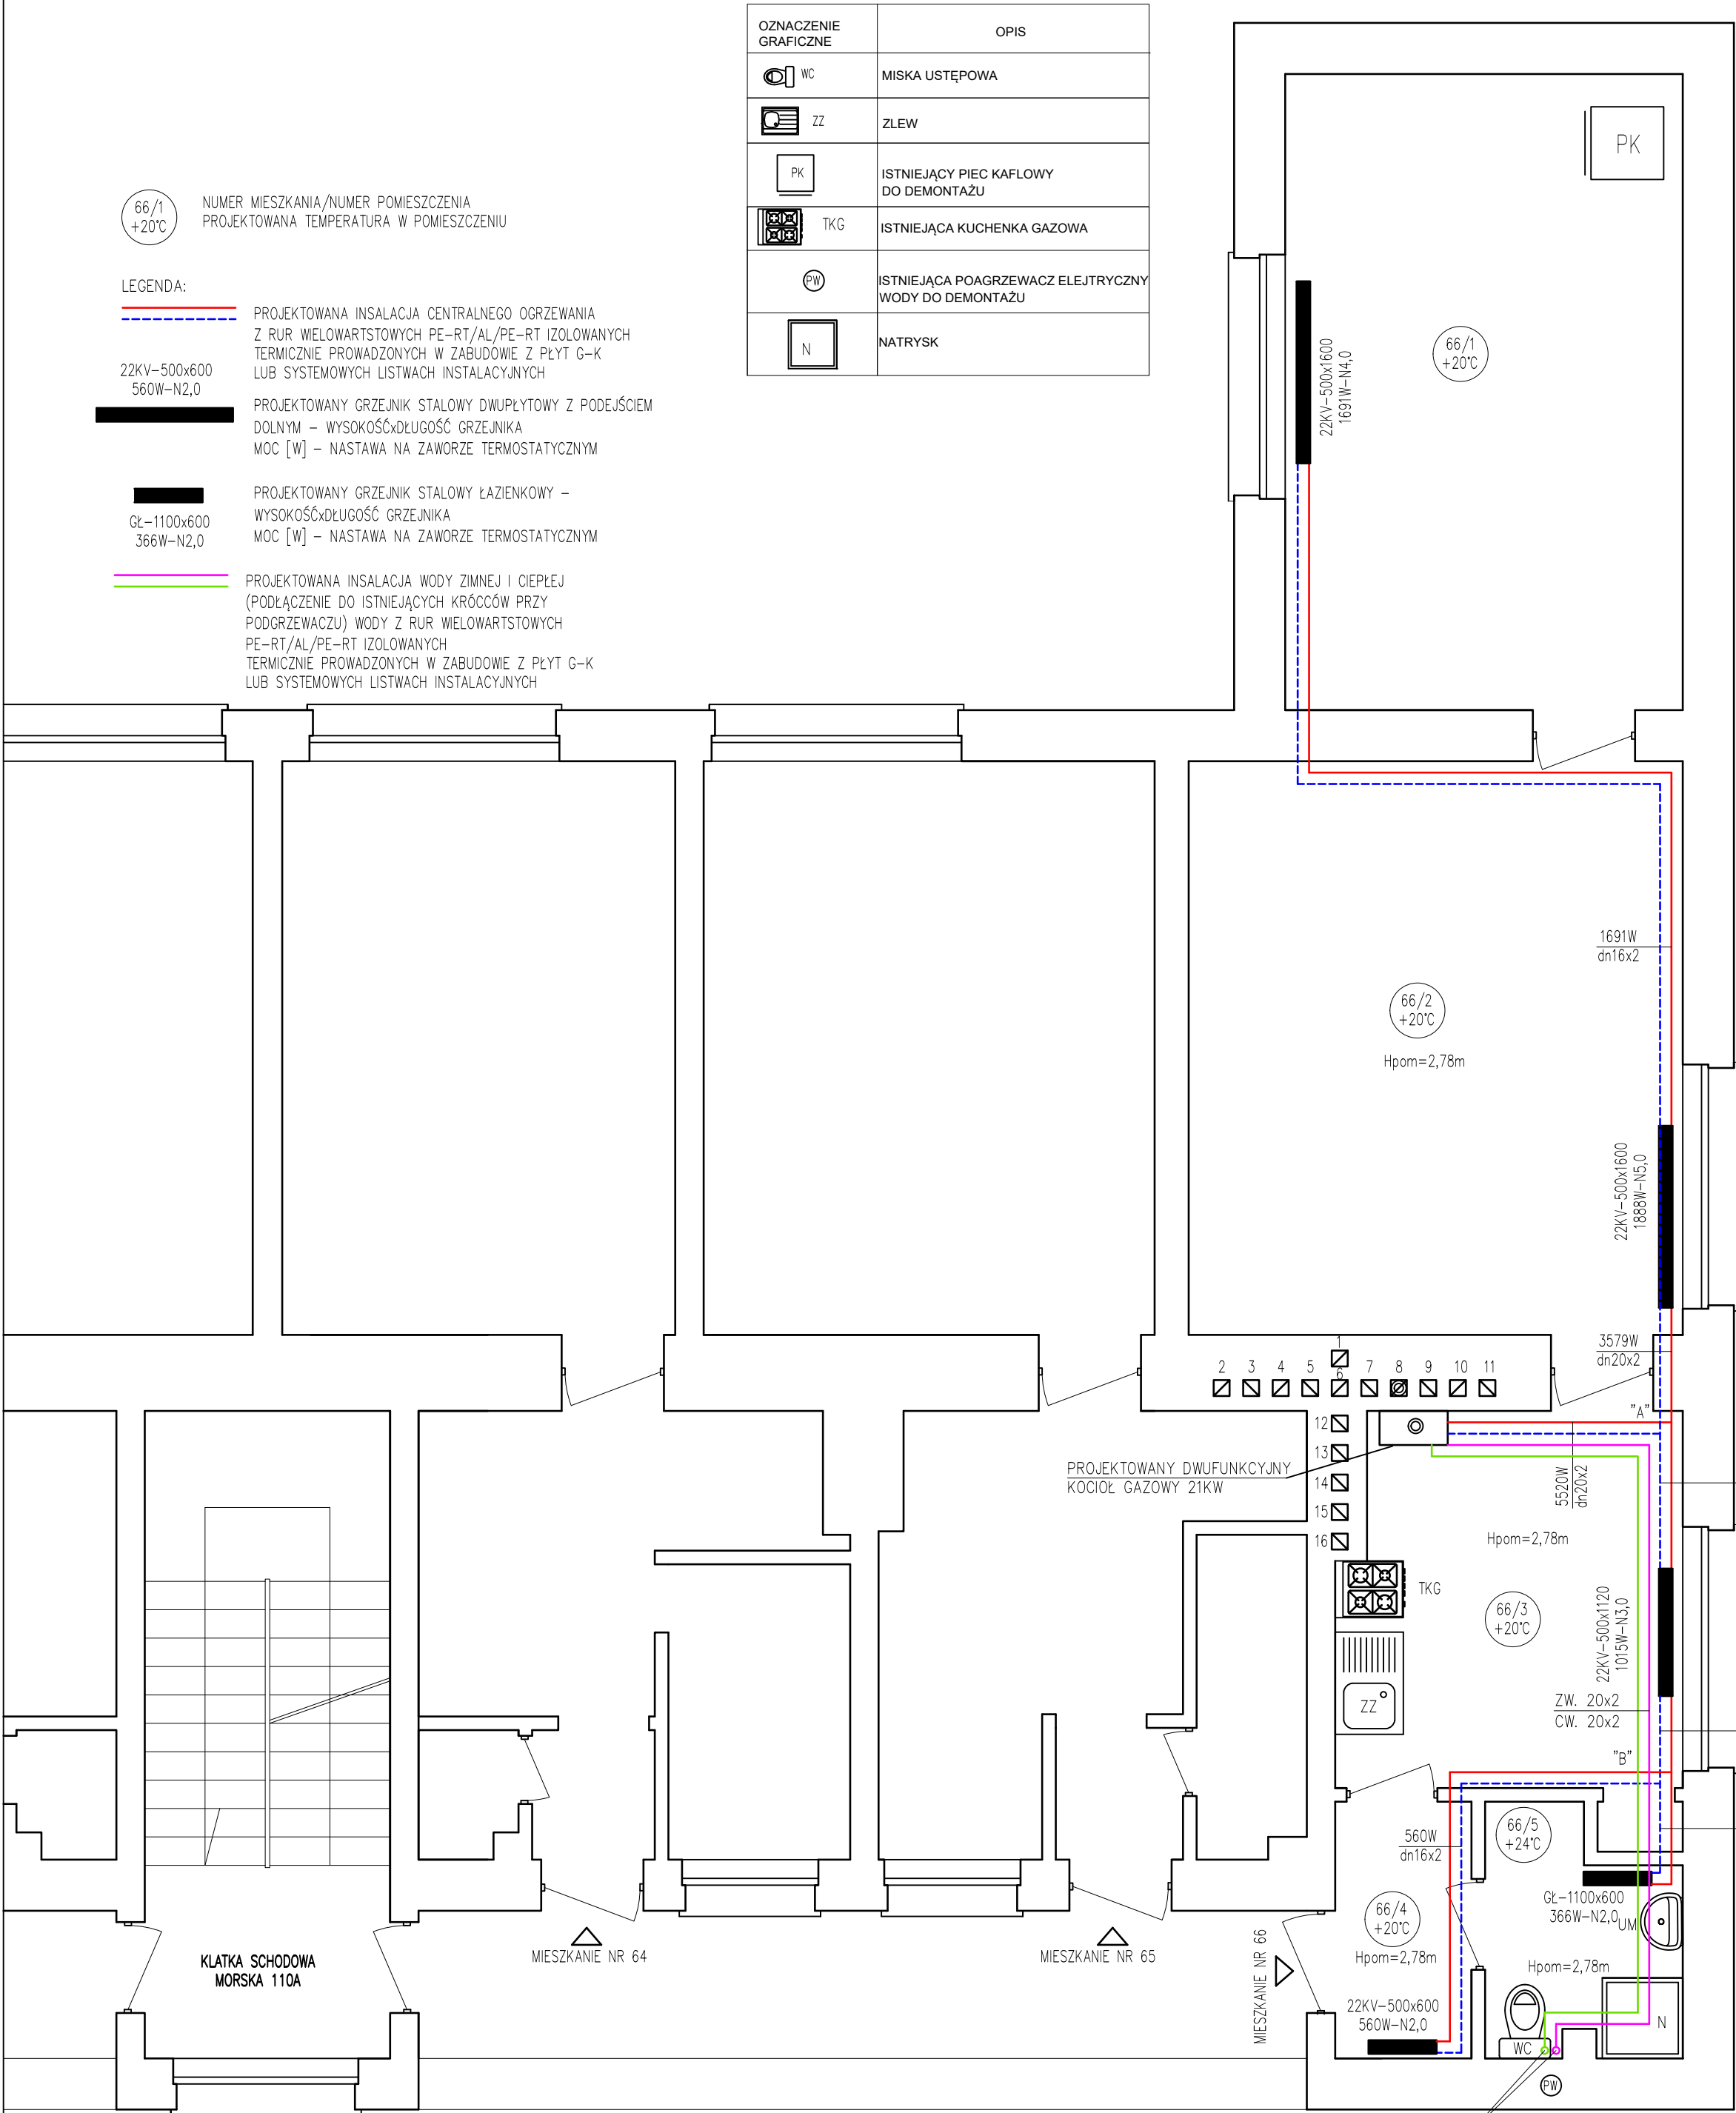 OZNACZENIE
GRAFICZNE
OPIS
WC
MISKA USTĘPOWA
ZZ
ZLEW
PK
ISTNIEJĄCY PIEC KAFLOWY
DO DEMONTAŻU
TKG
ISTNIEJĄCA KUCHENKA GAZOWA
PW
ISTNIEJĄCA POAGRZEWACZ ELEJTRYCZNY
WODY DO DEMONTAŻU
N
NATRYSK
66/1
+20°C
NUMER MIESZKANIA/NUMER POMIESZCZENIA
PROJEKTOWANA TEMPERATURA W POMIESZCZENIU
LEGENDA:
PROJEKTOWANA INSALACJA CENTRALNEGO OGRZEWANIA
Z RUR WIELOWARTSTOWYCH PE-RT/AL/PE-RT IZOLOWANYCH
TERMICZNIE PROWADZONYCH W ZABUDOWIE Z PŁYT G-K
LUB SYSTEMOWYCH LISTWACH INSTALACYJNYCH
22KV-500x600
560W-N2,0
PROJEKTOWANY GRZEJNIK STALOWY DWUPŁYTOWY Z PODEJŚCIEM
DOLNYM - WYSOKOŚĆxDŁUGOŚĆ GRZEJNIKA
MOC [W] - NASTAWA NA ZAWORZE TERMOSTATYCZNYM
GŁ-1100x600
366W-N2,0
PROJEKTOWANY GRZEJNIK STALOWY ŁAZIENKOWY -
WYSOKOŚĆxDŁUGOŚĆ GRZEJNIKA
MOC [W] - NASTAWA NA ZAWORZE TERMOSTATYCZNYM
PROJEKTOWANA INSALACJA WODY ZIMNEJ I CIEPŁEJ
(PODŁĄCZENIE DO ISTNIEJĄCYCH KRÓCCÓW PRZY
PODGRZEWACZU) WODY Z RUR WIELOWARTSTOWYCH
PE-RT/AL/PE-RT IZOLOWANYCH
TERMICZNIE PROWADZONYCH W ZABUDOWIE Z PŁYT G-K
LUB SYSTEMOWYCH LISTWACH INSTALACYJNYCH
PK
22KV-500x1600
1691W-N4,0
66/1
+20°C
1691W
dn16x2
66/2
+20°C
Hpom=2,78m
22KV-500x1600
1888W-N5,0
3579W
dn20x2
1
2
3
4
5
6
7
8
9
10
11
12
13
14
15
16
"A"
PROJEKTOWANY DWUFUNKCYJNY
KOCIOŁ GAZOWY 21KW
5520W
dn20x2
Hpom=2,78m
TKG
66/3
+20°C
22KV-500x1120
1015W-N3,0
ZZ
ZW. 20x2
CW. 20x2
"B"
560W
dn16x2
66/5
+24°C
GŁ-1100x600
366W-N2,0
UM
66/4
+20°C
Hpom=2,78m
Hpom=2,78m
22KV-500x600
560W-N2,0
WC
N
PW
KLATKA SCHODOWA
MORSKA 110A
MIESZKANIE NR 64
MIESZKANIE NR 65
MIESZKANIE NR 66